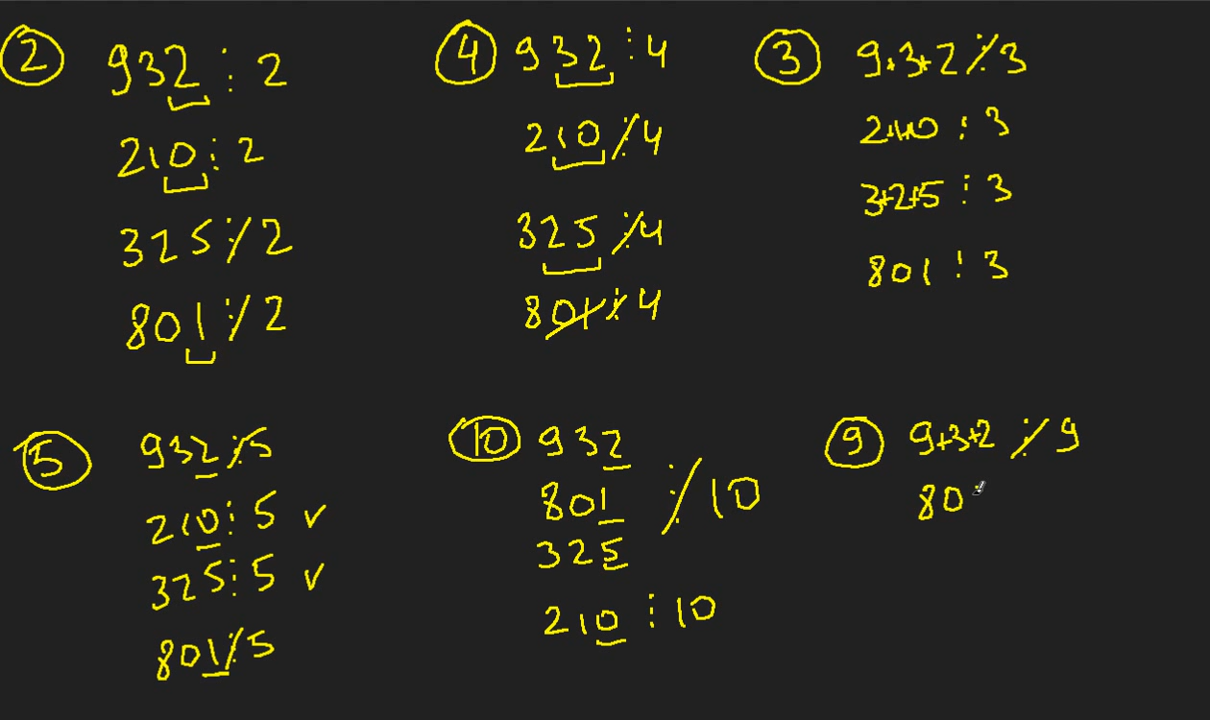 ② 932 ⋮ 2
210 ⋮ 2
325 ⋮̸ 2
801 ⋮̸ 2
④ 932 ⋮ 4
210 ⋮̸ 4
325 ⋮̸ 4
801 ⋮̸ 4
③ 9+3+2 ⋮̸ 3
2+1+0 ⋮ 3
3+2+5 ⋮ 3
801 ⋮ 3
⑤ 932 ⋮̸ 5
210 ⋮ 5 ✓
325 ⋮ 5 ✓
801 ⋮̸ 5
⑩ 932
801 ⋮̸ 10
325
210 ⋮ 10
⑨ 9+3+2 ⋮̸ 9
80